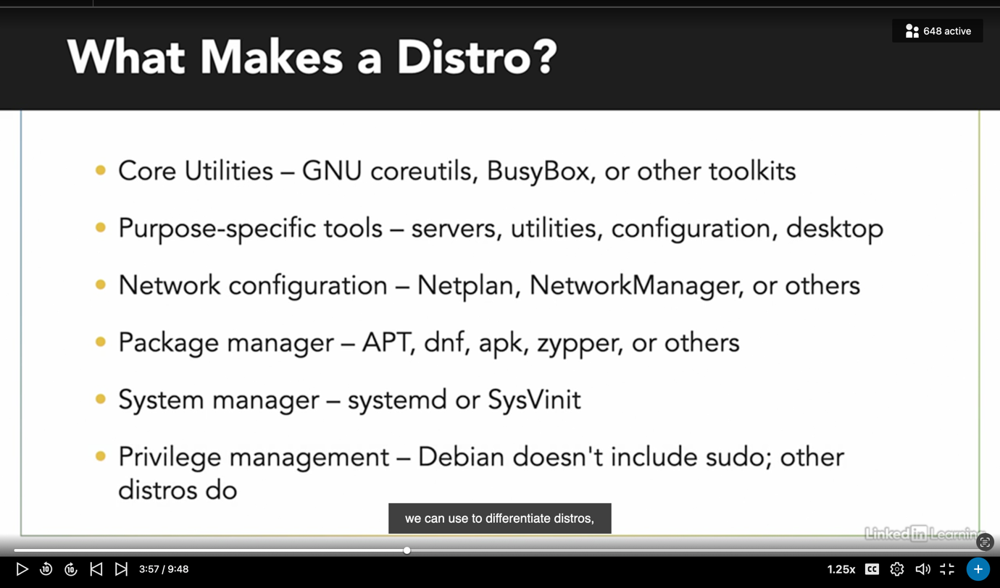 What Makes a Distro?
648 active
• Core Utilities – GNU coreutils, BusyBox, or other toolkits
• Purpose-specific tools – servers, utilities, configuration, desktop
• Network configuration – Netplan, NetworkManager, or others
• Package manager – APT, dnf, apk, zypper, or others
• System manager – systemd or SysVinit
• Privilege management – Debian doesn't include sudo; other
distros do
we can use to differentiate distros,
LinkedIn Learning
10 10 3:57 / 9:48 1.25x CC